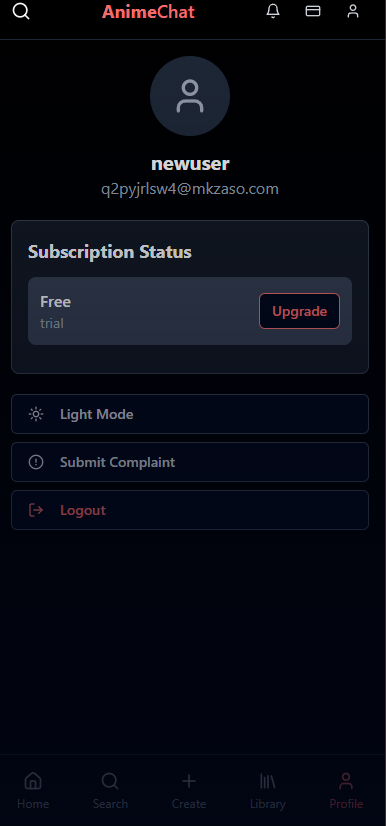 AnimeChat
newuser
q2pyjrlsw4@mkzaso.com
Subscription Status
Free
trial
Upgrade
Light Mode
Submit Complaint
Logout
Home Search Create Library Profile